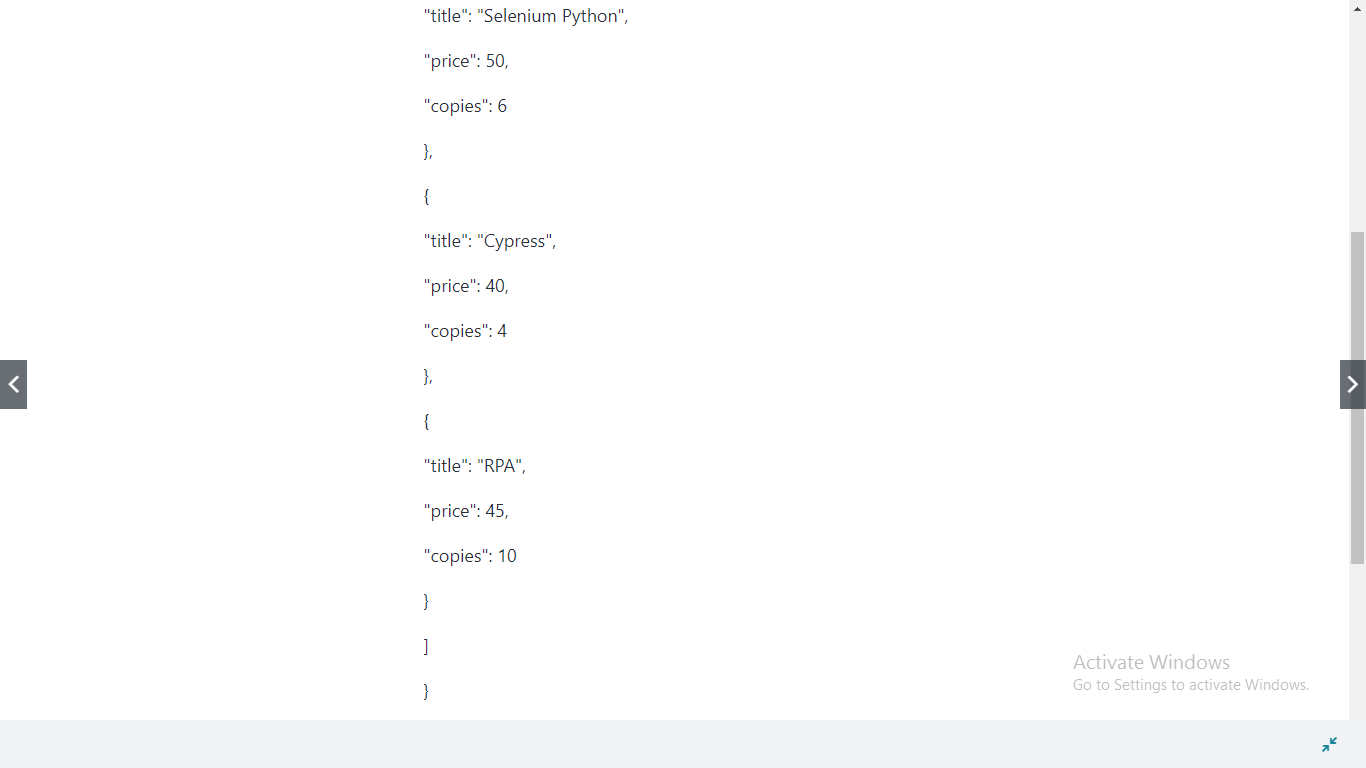 "title": "Selenium Python",
"price": 50,
"copies": 6
},
{
"title": "Cypress",
"price": 40,
"copies": 4
},
{
"title": "RPA",
"price": 45,
"copies": 10
}
]
}
Activate Windows
Go to Settings to activate Windows.